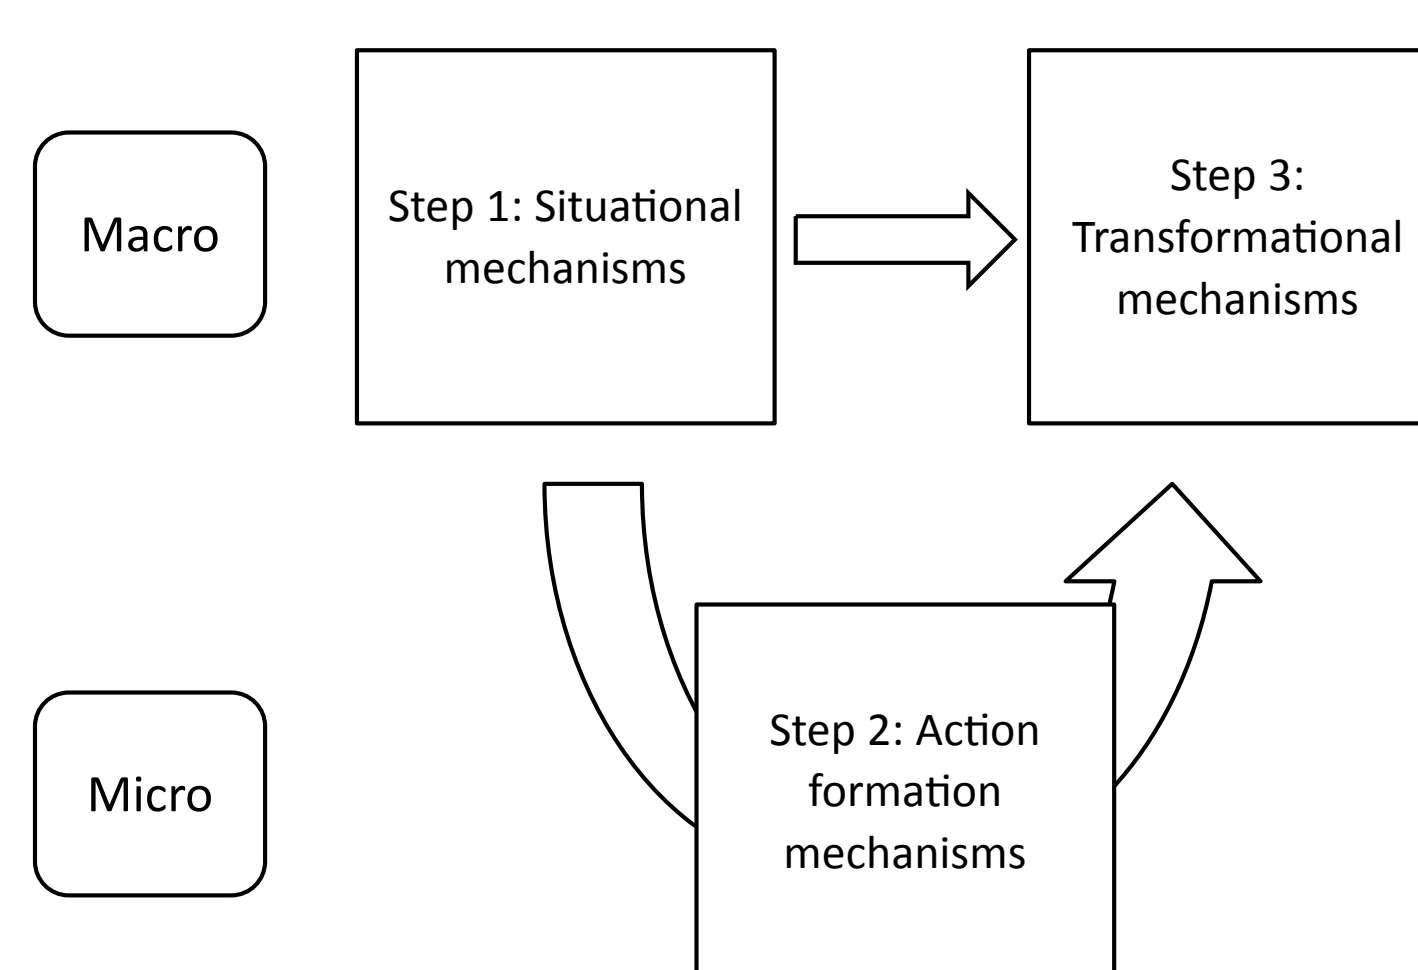 Macro
Step 1: Situational
mechanisms
Step 3:
Transformational
mechanisms
Micro
Step 2: Action
formation
mechanisms